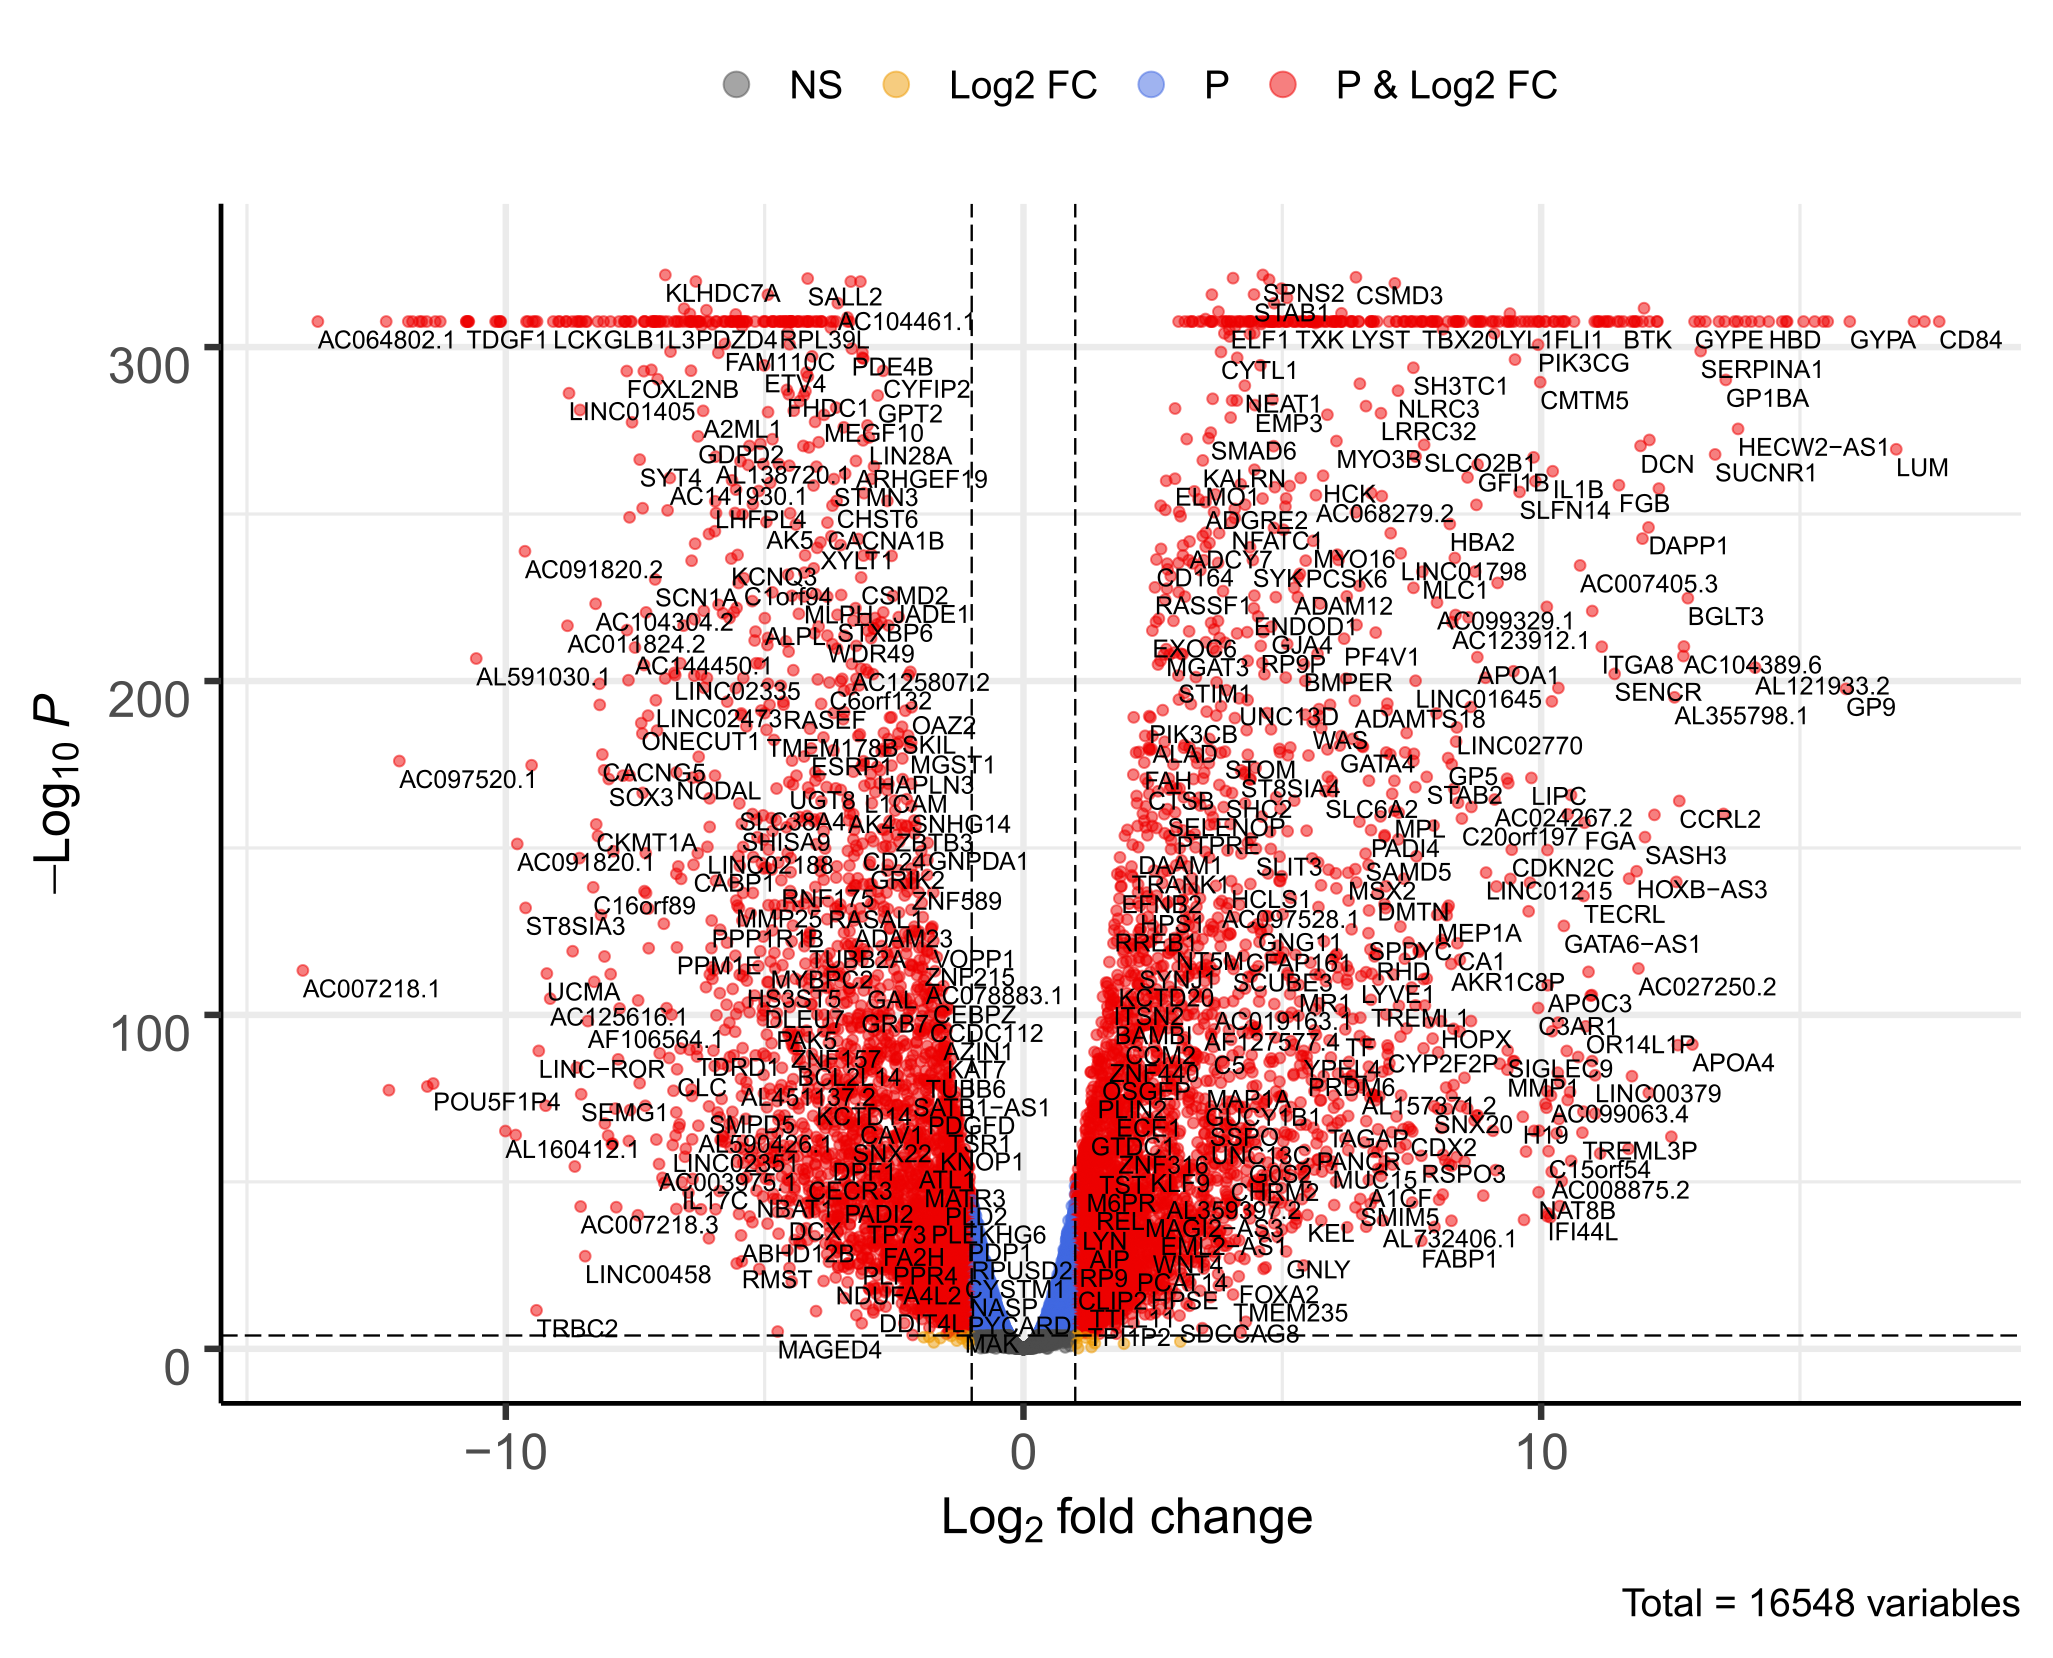 NS Log2 FC P P & Log2 FC
KLHDC7A SALL2 SPNS2 CSMD3
STAB1
AC104461.1
AC064802.1 TDGF1 LCK GLB1L3 PDZD4 RPL39L ELF1 TXK LYST TBX20 LYL1 FLI1 BTK GYPE HBD GYPA CD84
300
FAM110C PDE4B CYTL1 PIK3CG SERPINA1
FOXL2NB ETV4 CYFIP2 SH3TC1 CMTM5 GP1BA
LINC01405 FHDC1 GPT2 NEAT1 NLRC3
A2ML1 MEGF10 EMP3 LRRC32
GDPD2 LIN28A SMAD6 MYO3B SLCO2B1 DCN HECW2−AS1
SYT4 AL138720.1 ARHGEF19 KALRN GFI1B SUCNR1 LUM
AC141930.1 STMN3 ELMO1 HCK IL1B FGB
LHFPL4 CHST6 ADGRE2 AC068279.2 SLFN14
AK5 CACNA1B NFATC1 HBA2 DAPP1
AC091820.2 KCNQ3 XYLT1 ADCY7 MYO16 LINC01798 AC007405.3
SCN1A C1orf94 CSMD2 CD164 SYK PCSK6 MLC1
AC104304.2 MLPH JADE1 RASSF1 ADAM12 AC099329.1 BGLT3
AC011824.2 ALPL STXBP6 ENDOD1 AC123912.1
AL591030.1 AC144450.1 WDR49 EXOC6 GJA4 PF4V1 ITGA8 AC104389.6
MGAT3 RP9P APOA1
200
LINC02335 AC125807.2 STIM1 BMPER LINC01645 SENCR AL121933.2
LINC02473 RASEF C6orf132 OAZ2 UNC13D ADAMTS18 AL355798.1 GP9
ONECUT1 TMEM178B SKIL PIK3CB WAS LINC02770
AC097520.1 CACNG5 ESRP1 MGST1 ALAD STOM GATA4 GP5
SOX3 NODAL UGT8 HAPLN3 L1CAM FAH ST8SIA4 STAB2 LIPC
SLC38A4 AK4 SNHG14 CTSB SHC2 SLC6A2 AC024267.2 CCRL2
CKMT1A SHISA9 ZBTB3 SELENOP MPL C20orf197 FGA
AC091820.1 LINC02188 CD24 GNPDA1 PTPRE PADI4 SASH3
CABP1 GRIK2 DAAM1 SLIT3 SAMD5 CDKN2C
C16orf89 RNF175 ZNF589 TRANK1 HCLS1 MSX2 LINC01215 HOXB−AS3
ST8SIA3 MMP25 RASAL1 EFNB2 AC097528.1 DMTN TECRL
PPP1R1B ADAM23 HPS1 GNG11 MEP1A GATA6−AS1
PPM1E TUBB2A VOPP1 RREB1 NT5M CFAP161 SPDYC CA1
AC007218.1 UCMA MYBPC2 ZNF215 SYNJ1 SCUBE3 RHD AKR1C8P AC027250.2
AC125616.1 HS3ST5 GAL AC078883.1 KCTD20 MR1 LYVE1 APOC3
100
AF106564.1 DLEU7 GRB7 CEBPZ ITSN2 AC019163.1 TREML1 C3AR1
PAK5 CCDC112 BAMBI AF127577.4 TF HOPX OR14L1P
LINC−ROR TDRD1 ZNF157 AZIN1 CCM2 C5 YPEL4 CYP2F2P SIGLEC9 APOA4
POU5F1P4 CLC BCL2L14 KAT7 ZNF440 PRDM6 MMP1 LINC00379
SEMG1 AL451137.2 TUBB6 OSGEP MAP1A AL157371.2 AC099063.4
SMPD5 KCTD14 SATB1−AS1 PLIN2 GUCY1B1 SNX20
AL160412.1 AL590426.1 CAV1 PDGFD ECE1 SSPO TAGAP H19 TREML3P
LINC02351 SNX22 TSR1 GTDC1 UNC13C PANCR CDX2 C15orf54
AC003975.1 DPF1 KNOP1 ZNF316 G0S2 MUC15 RSPO3
IL17C CECR3 ATL1 TST KLF9 CHRM2 A1CF AC008875.2
AC007218.3 NBAT1 PADI2 MATR3 M6PR AL359397.2 SMIM5 NAT8B
DCX TP73 PLD2 REL MAGI2−AS3 KEL AL732406.1 IFI44L
ABHD12B FA2H PLEKHG6 LYN EML2−AS1 FABP1
LINC00458 RMST PLPPR4 PDP1 RPUSD2 AIP WNT4 GNLY
NDUFA4L2 CYSTM1 IRP9 PCAT14 FOXA2
TRBC2 DDIT4L NASP CLIP2 HPSE TMEM235
MAGED4 PYCARD TTLL11 SDCCAG8
MAK TPTTP2
0
−10 0 10
−Log10 P
Log2 fold change
Total = 16548 variables